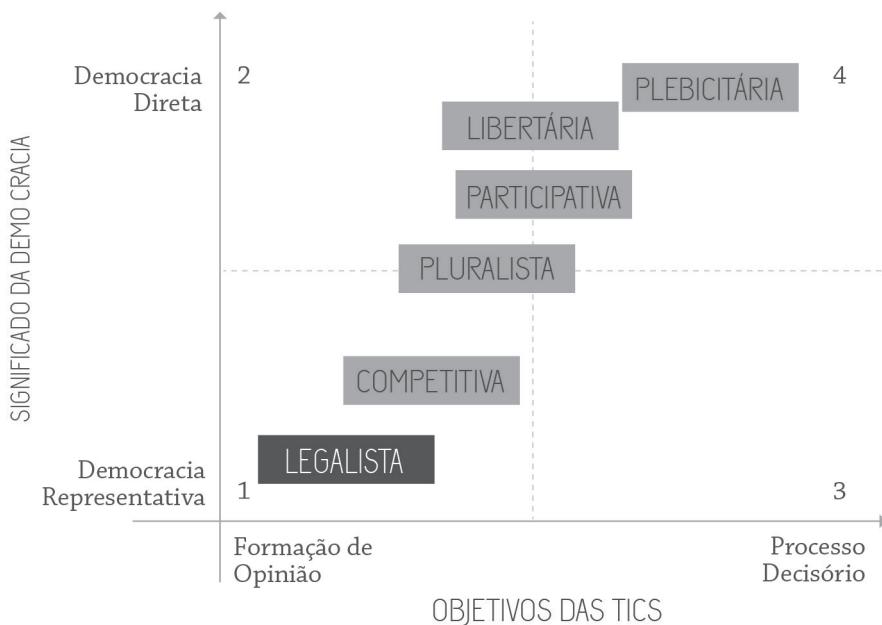 Democracia
Direta
2
4
PLEBICITÁRIA
LIBERTÁRIA
PARTICIPATIVA
PLURALISTA
COMPETITIVA
LEGALISTA
SIGNIFICADO DA DEMO CRACIA
Democracia
Representativa
1
3
Formação de
Opinião
Processo
Decisório
OBJETIVOS DAS TICS